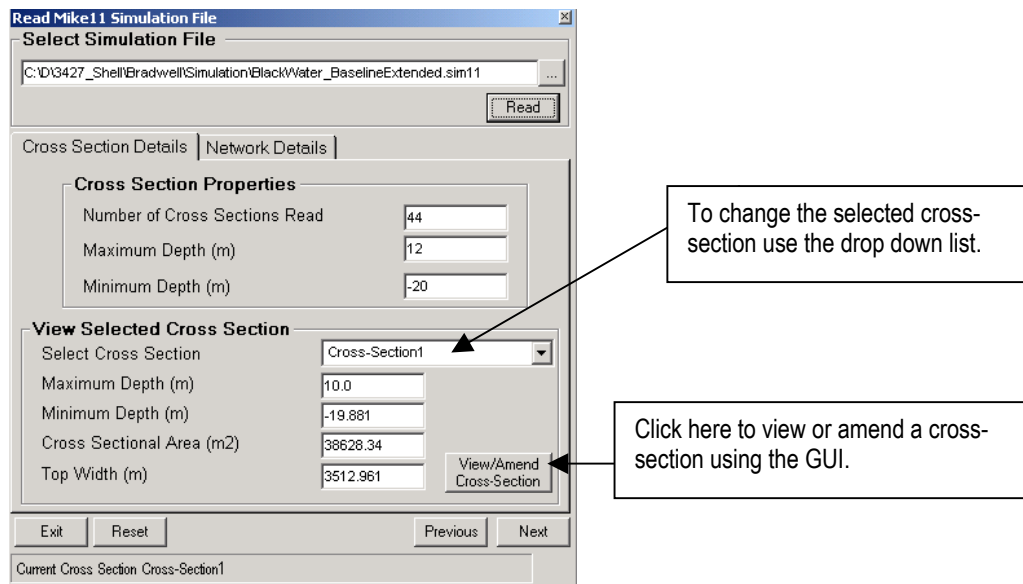 Read Mike11 Simulation File
Select Simulation File
C:\D\3427_Shell\Bradwell\Simulation\BlackWater_BaselineExtended.sim11
...
Read
Cross Section Details
Network Details
Cross Section Properties
Number of Cross Sections Read
44
Maximum Depth (m)
12
Minimum Depth (m)
-20
View Selected Cross Section
Select Cross Section
Cross-Section1
Maximum Depth (m)
10.0
Minimum Depth (m)
-19.881
Cross Sectional Area (m2)
38628.34
Top Width (m)
3512.961
View/Amend
Cross-Section
Exit
Reset
Previous
Next
Current Cross Section Cross-Section1
To change the selected cross-
section use the drop down list.
Click here to view or amend a cross-
section using the GUI.